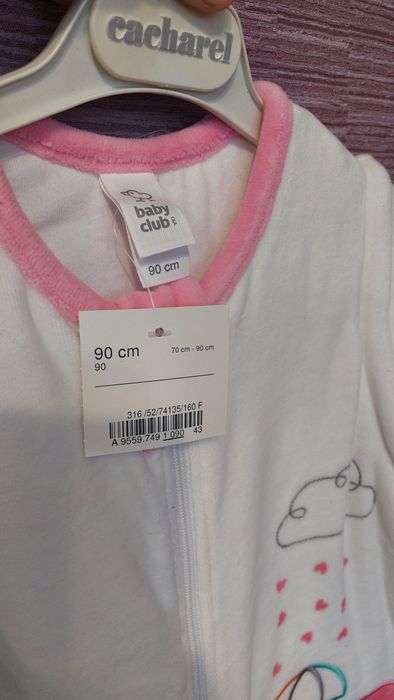 cacharel
baby
club
90 cm
90 cm
90
70 cm - 90 cm
316 /52/74135/160 F
A 9559.749 1 090 43